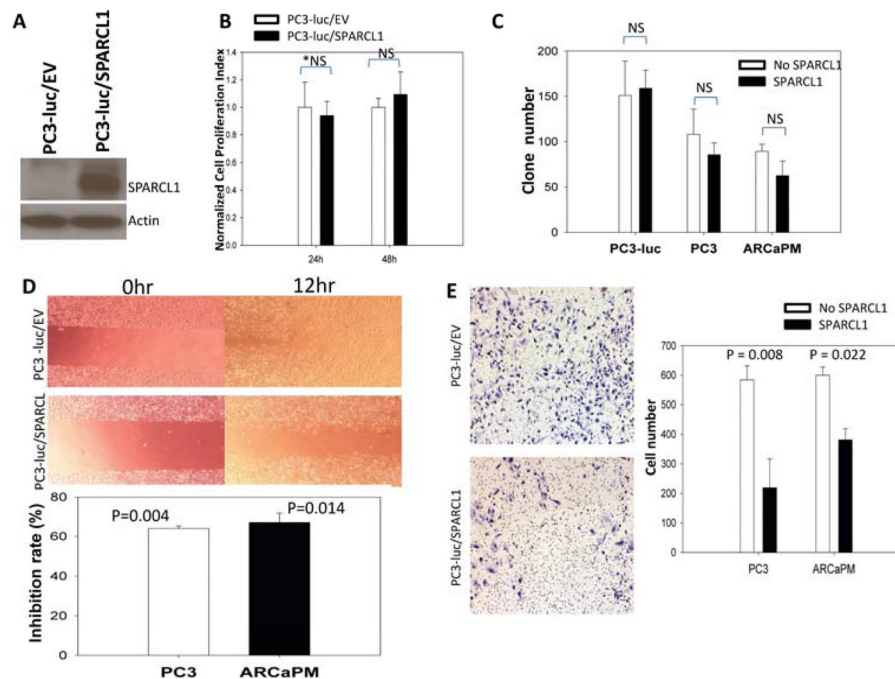 A
PC3-luc/EV
PC3-luc/SPARCL1
SPARCL1
Actin
B
PC3-luc/EV
PC3-luc/SPARCL1
Normalized Cell Proliferation Index
1.4
1.2
1.0
0.8
0.6
0.4
0.2
0.0
*NS
NS
24h
48h
C
No SPARCL1
SPARCL1
Clone number
200
150
100
50
0
NS
NS
NS
PC3-luc
PC3
ARCaPM
D
0hr
12hr
PC3 -luc/EV
PC3-luc/SPARCL
Inhibition rate (%)
80
60
40
20
0
P=0.004
P=0.014
PC3
ARCaPM
E
PC3-luc/EV
PC3-luc/SPARCL1
No SPARCL1
SPARCL1
Cell number
700
600
500
400
300
200
100
0
P = 0.008
P = 0.022
PC3
ARCaPM